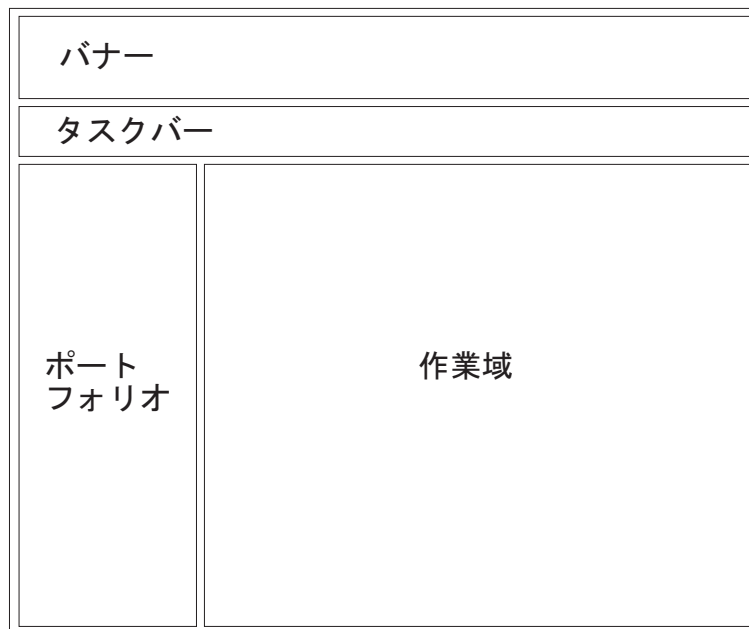 バナー
タスクバー
ポート
フォリオ
作業域